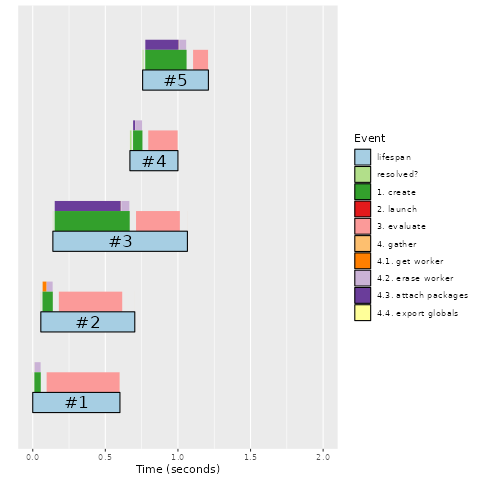 #5
#4
#3
#2
#1
0.0 0.5 1.0 1.5 2.0
Time (seconds)
Event
lifespan
resolved?
1. create
2. launch
3. evaluate
4. gather
4.1. get worker
4.2. erase worker
4.3. attach packages
4.4. export globals